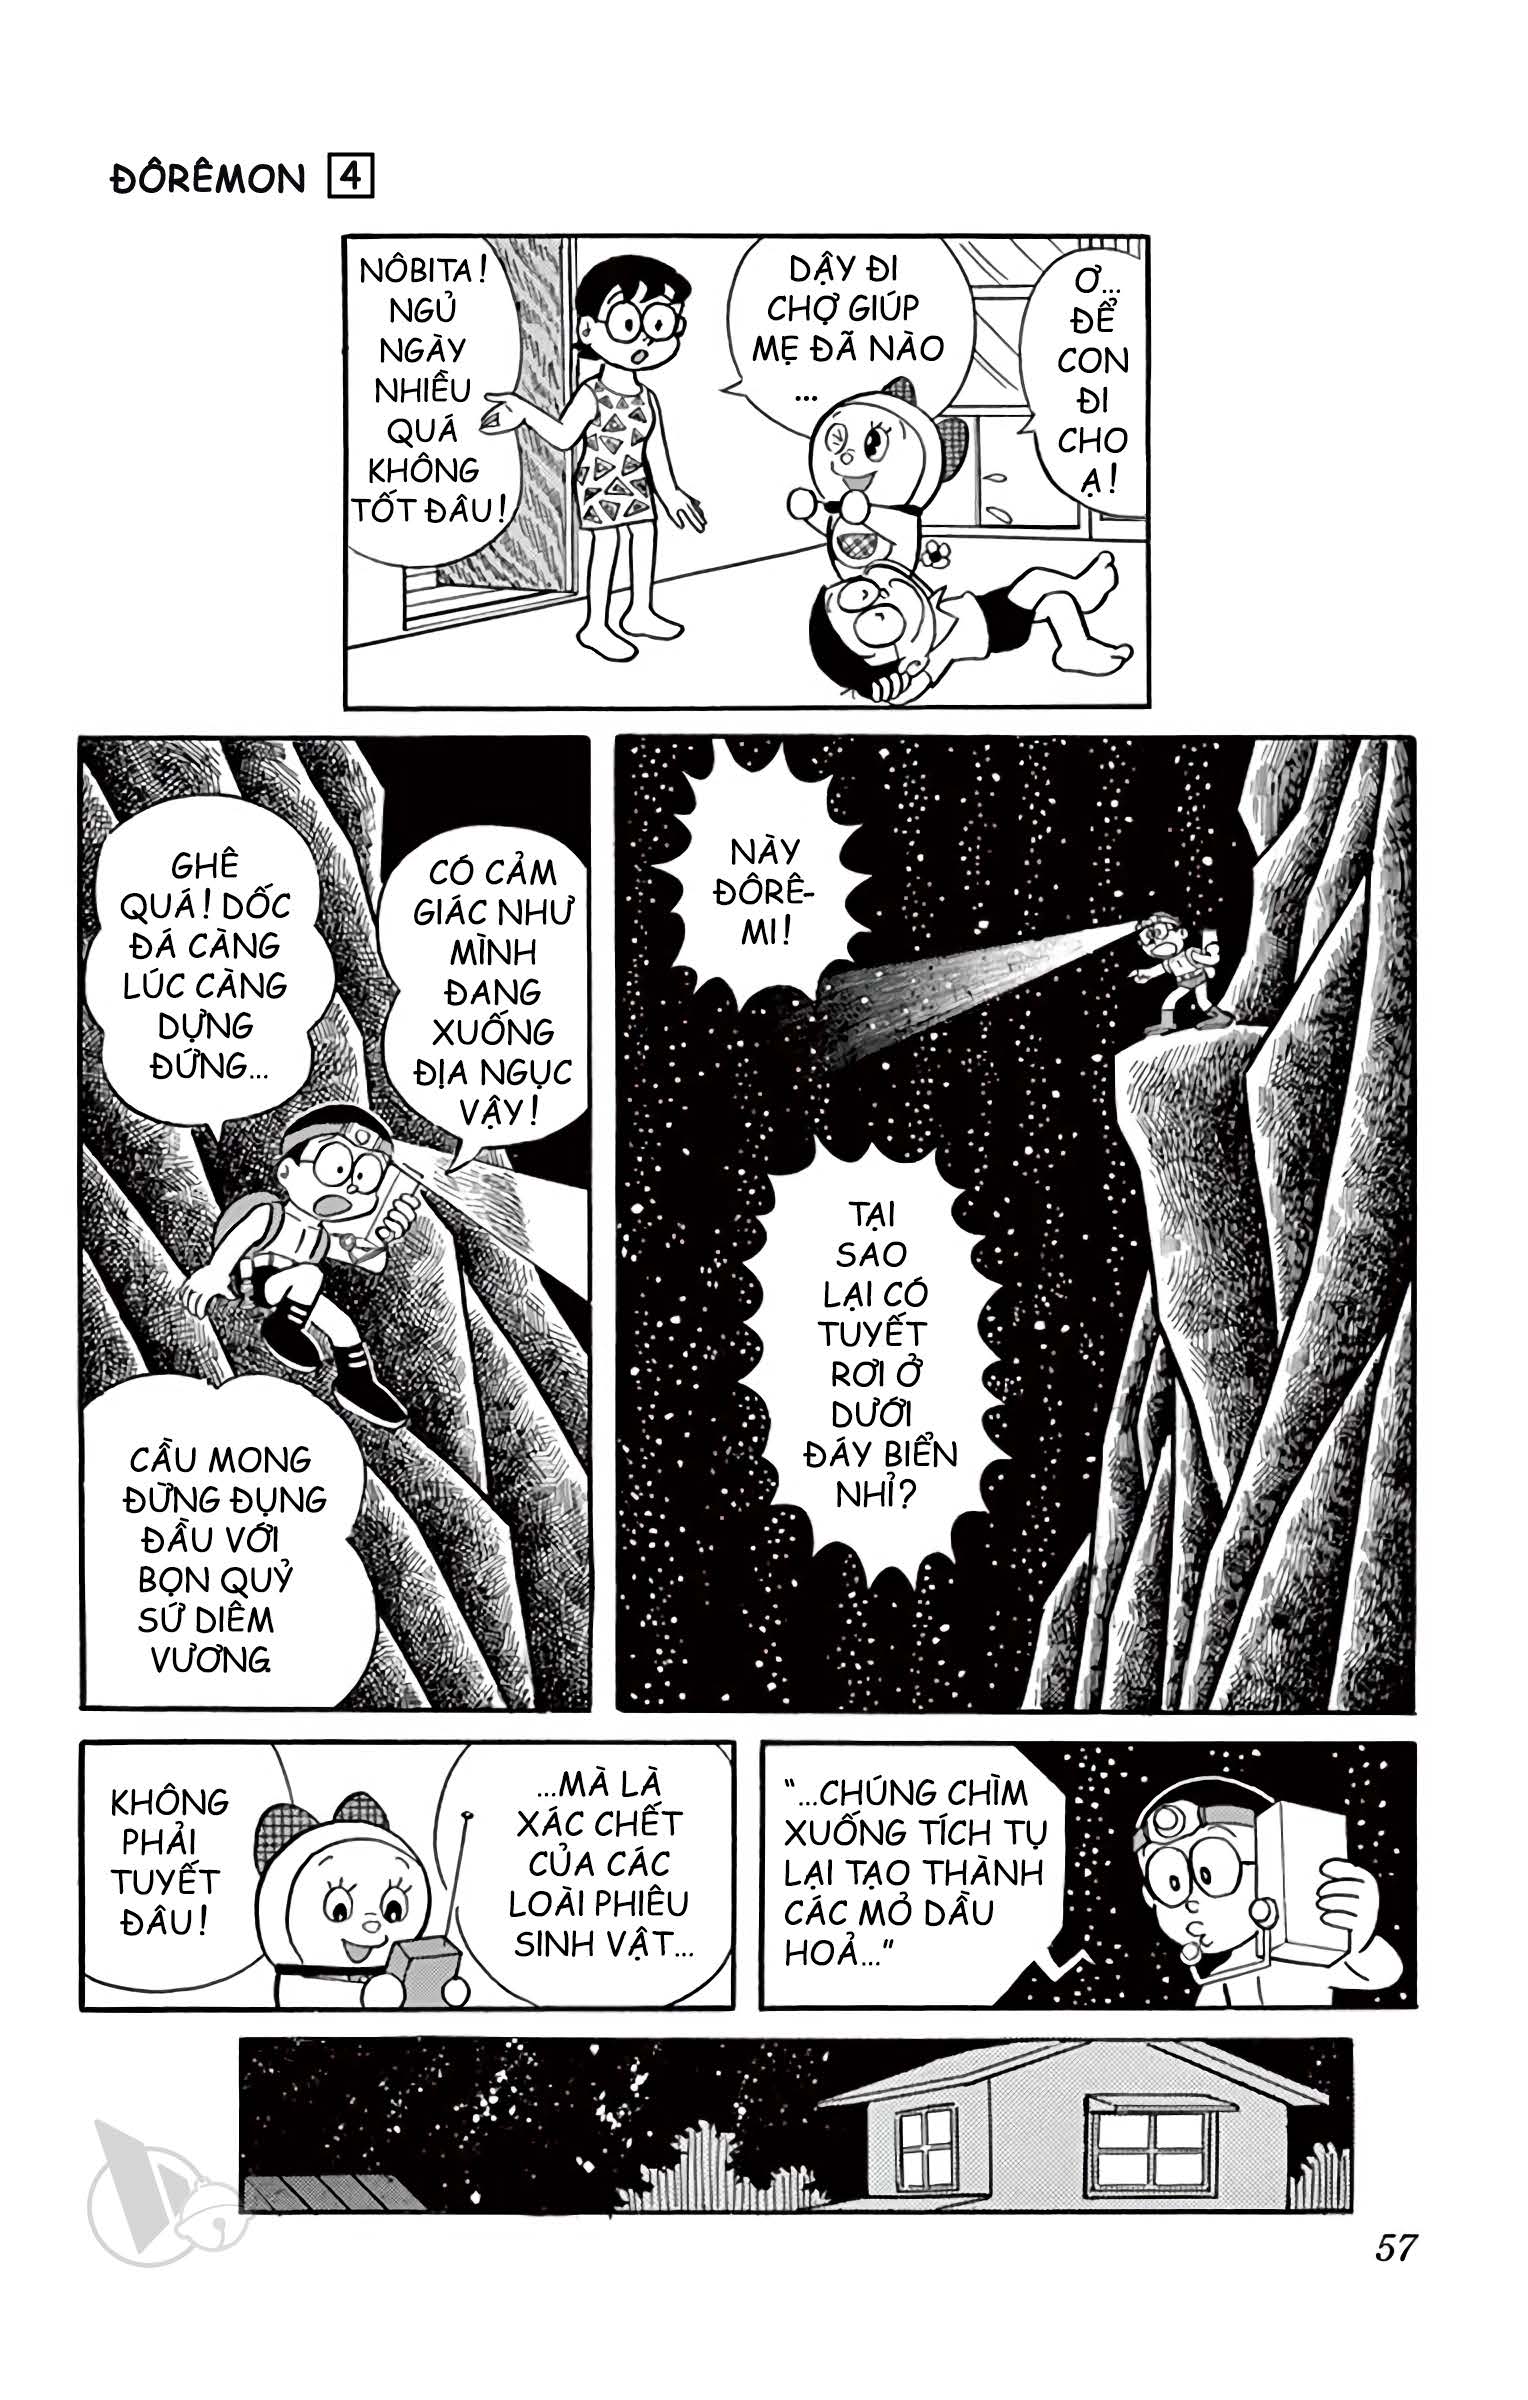 ĐÔRÊMON 4
NÔBITA!
NGỦ
NGÀY
NHIỀU
QUÁ
KHÔNG
TỐT ĐÂU!
DẬY ĐI
CHỢ GIÚP
MẸ ĐÃ NÀO
...
Ơ...
ĐỂ
CON
ĐI
CHO
Ạ!
GHÊ
QUÁ! DỐC
ĐÁ CÀNG
LÚC CÀNG
DỰNG
ĐỨNG...
CÓ CẢM
GIÁC NHƯ
MÌNH
ĐANG
XUỐNG
ĐỊA NGỤC
VẬY!
CẦU MONG
ĐỪNG ĐỤNG
ĐẦU VỚI
BỌN QUỶ
SỨ DIÊM
VƯƠNG.
NÀY
ĐÔRÊ-
MI!
TẠI
SAO
LẠI CÓ
TUYẾT
RƠI Ở
DƯỚI
ĐÁY BIỂN
NHỈ?
KHÔNG
PHẢI
TUYẾT
ĐÂU!
...MÀ LÀ
XÁC CHẾT
CỦA CÁC
LOÀI PHIÊU
SINH VẬT...
“...CHÚNG CHÌM
XUỐNG TÍCH TỤ
LẠI TẠO THÀNH
CÁC MỎ DẦU
HOẢ...”
57